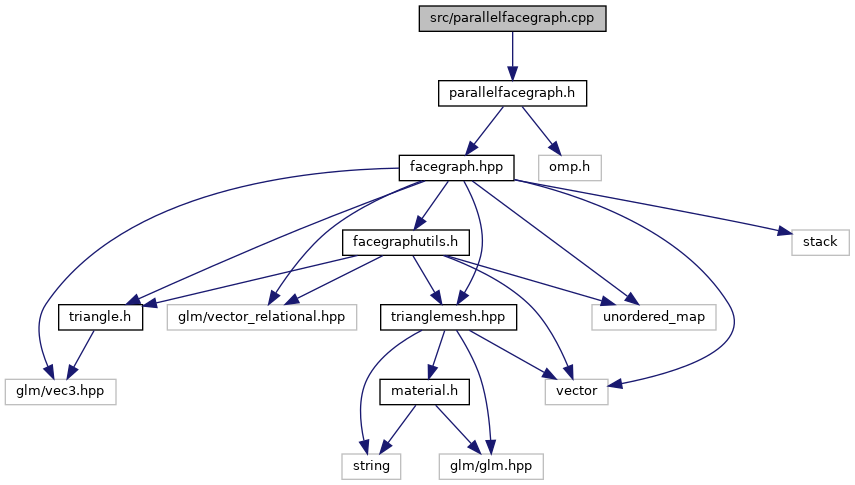 src/parallelfacegraph.cpp
parallelfacegraph.h
facegraph.hpp
omp.h
facegraphutils.h
stack
triangle.h
glm/vector_relational.hpp
trianglemesh.hpp
unordered_map
glm/vec3.hpp
material.h
vector
string
glm/glm.hpp